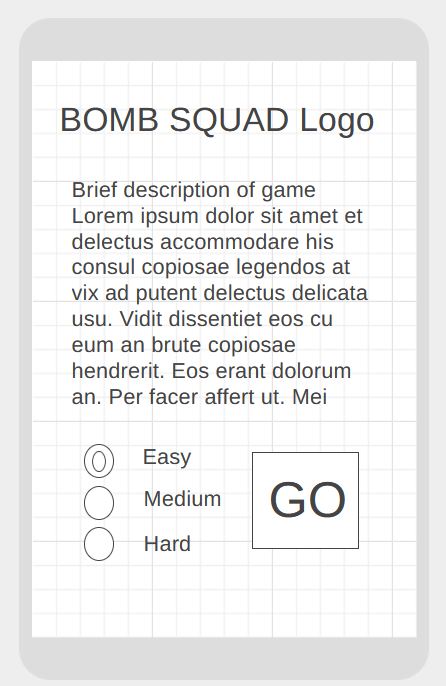 BOMB SQUAD Logo
Brief description of game
Lorem ipsum dolor sit amet et
delectus accommodare his
consul copiosae legendos at
vix ad putent delectus delicata
usu. Vidit dissentiet eos cu
eum an brute copiosae
hendrerit. Eos erant dolorum
an. Per facer affert ut. Mei
Easy
Medium
Hard
GO